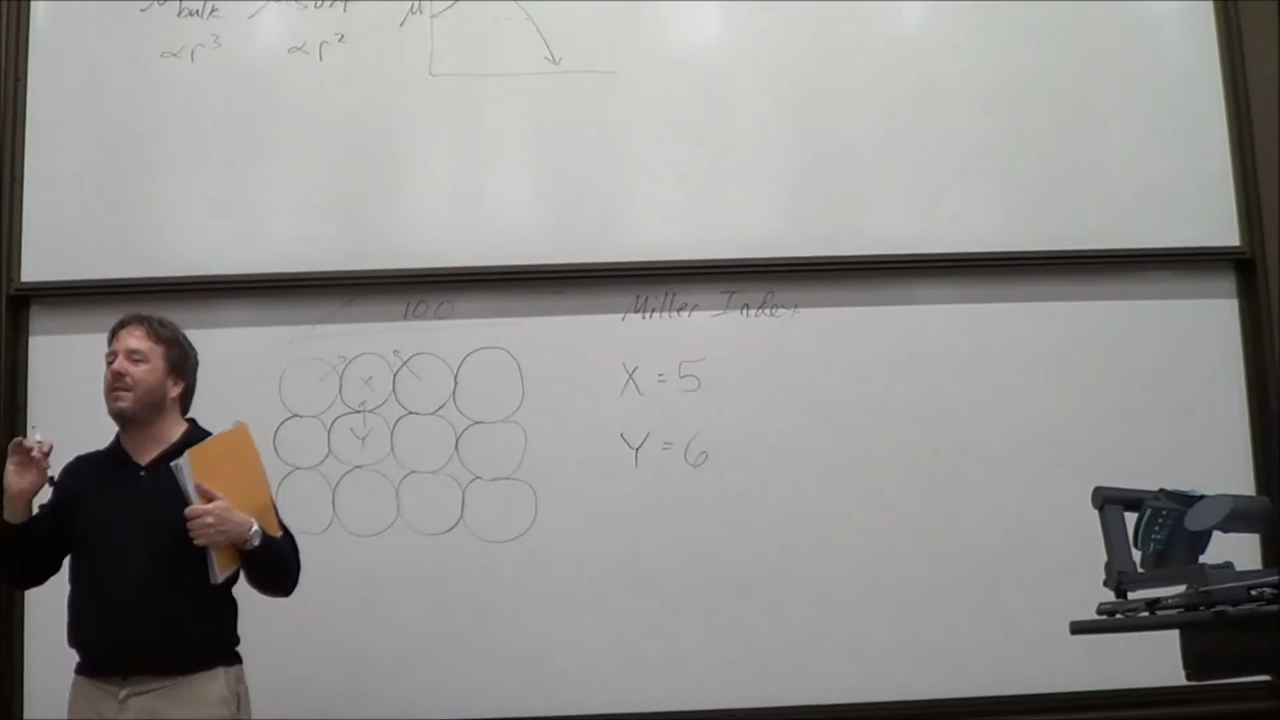 bulk
∝r³ ∝r²
μ
100
Miller Index
X
X = 5
Y
Y = 6